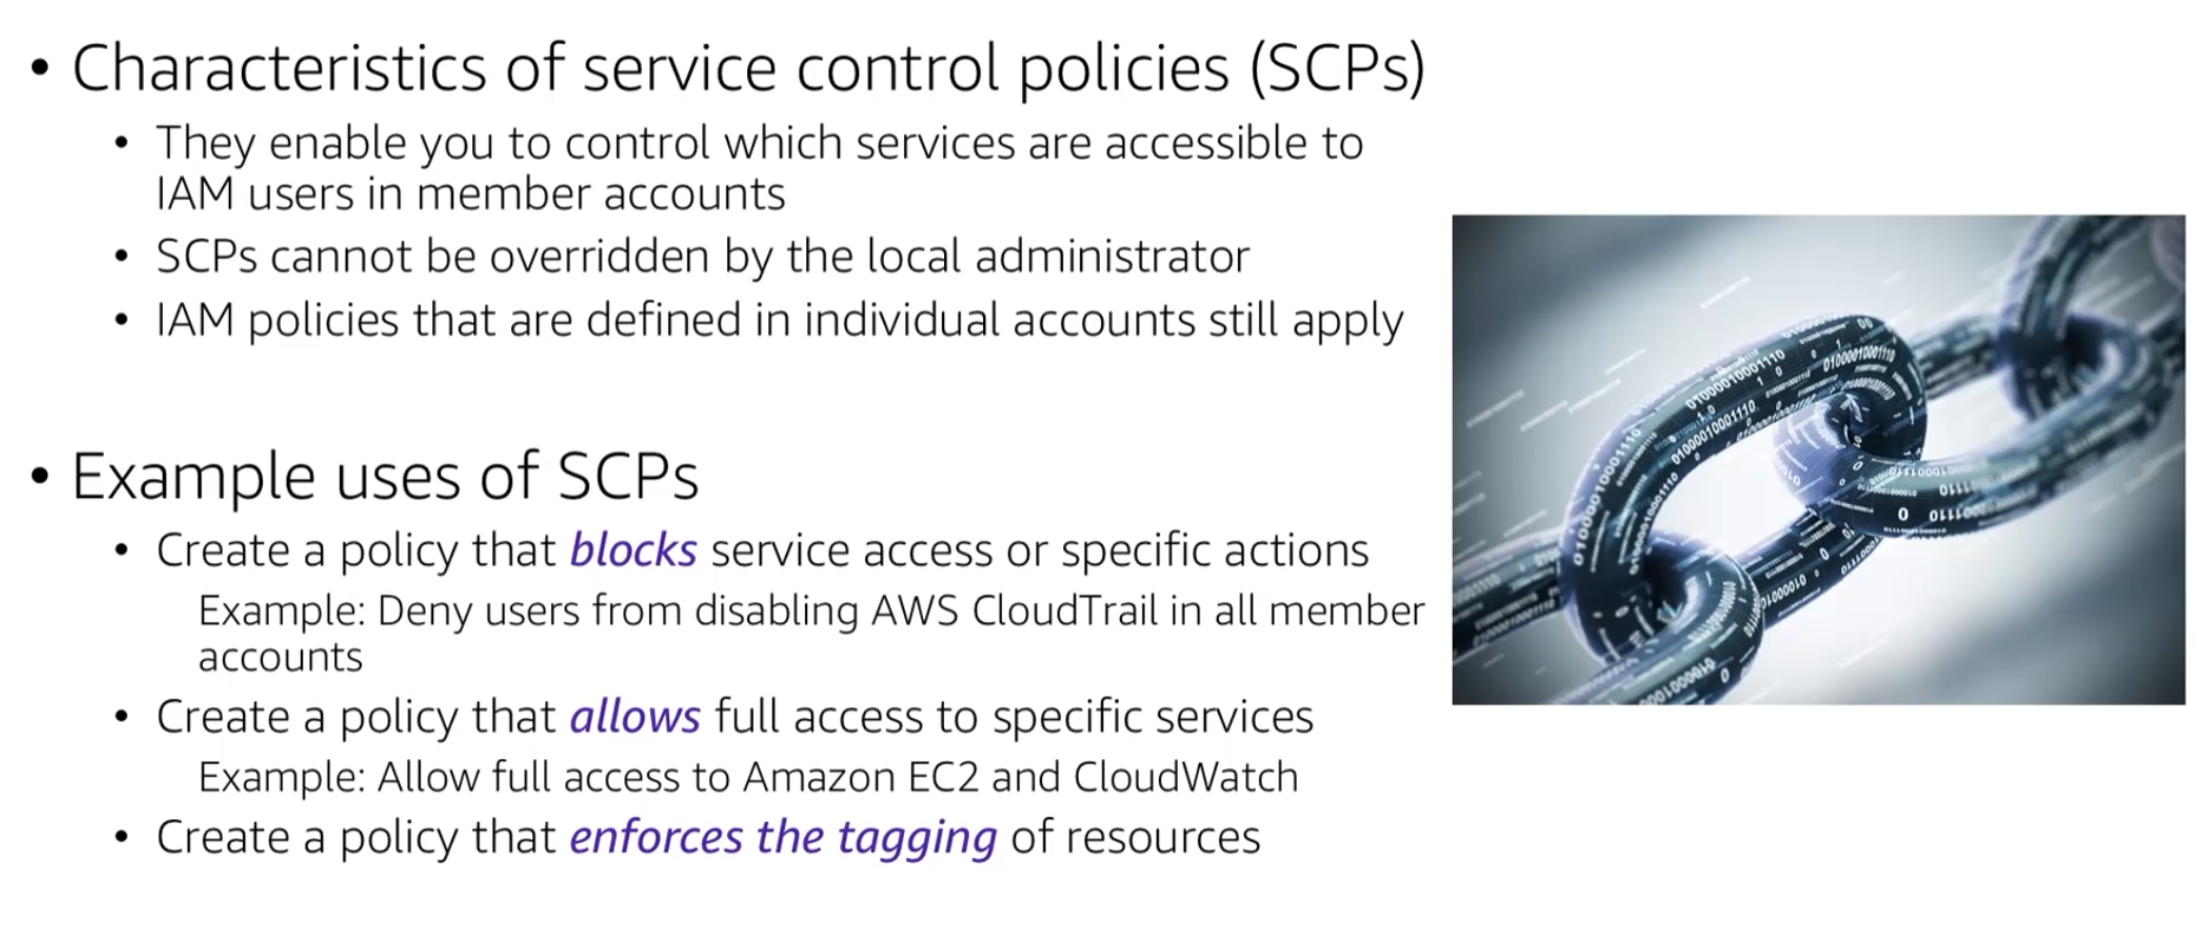 • Characteristics of service control policies (SCPs)
• They enable you to control which services are accessible to
IAM users in member accounts
• SCPs cannot be overridden by the local administrator
• IAM policies that are defined in individual accounts still apply
• Example uses of SCPs
• Create a policy that blocks service access or specific actions
Example: Deny users from disabling AWS CloudTrail in all member
accounts
• Create a policy that allows full access to specific services
Example: Allow full access to Amazon EC2 and CloudWatch
• Create a policy that enforces the tagging of resources